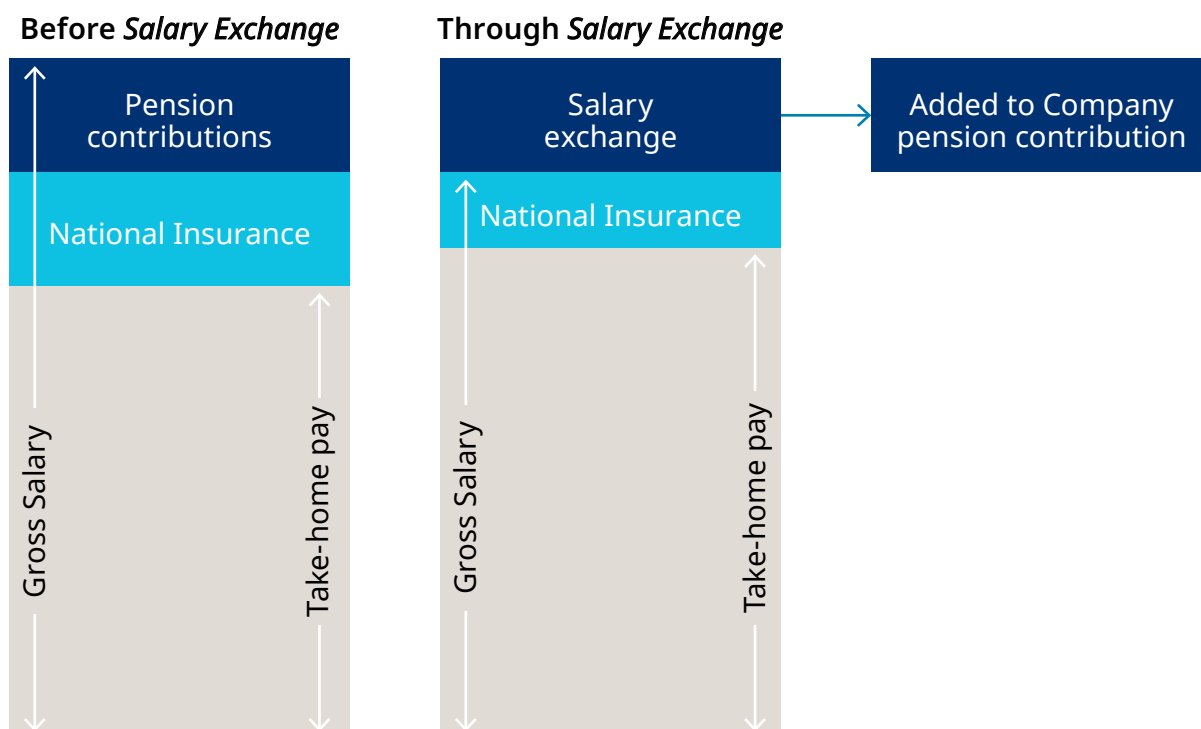 Before Salary Exchange
Pension
contributions
National Insurance
Gross Salary
Take-home pay
Through Salary Exchange
Salary
exchange
National Insurance
Gross Salary
Take-home pay
Added to Company
pension contribution